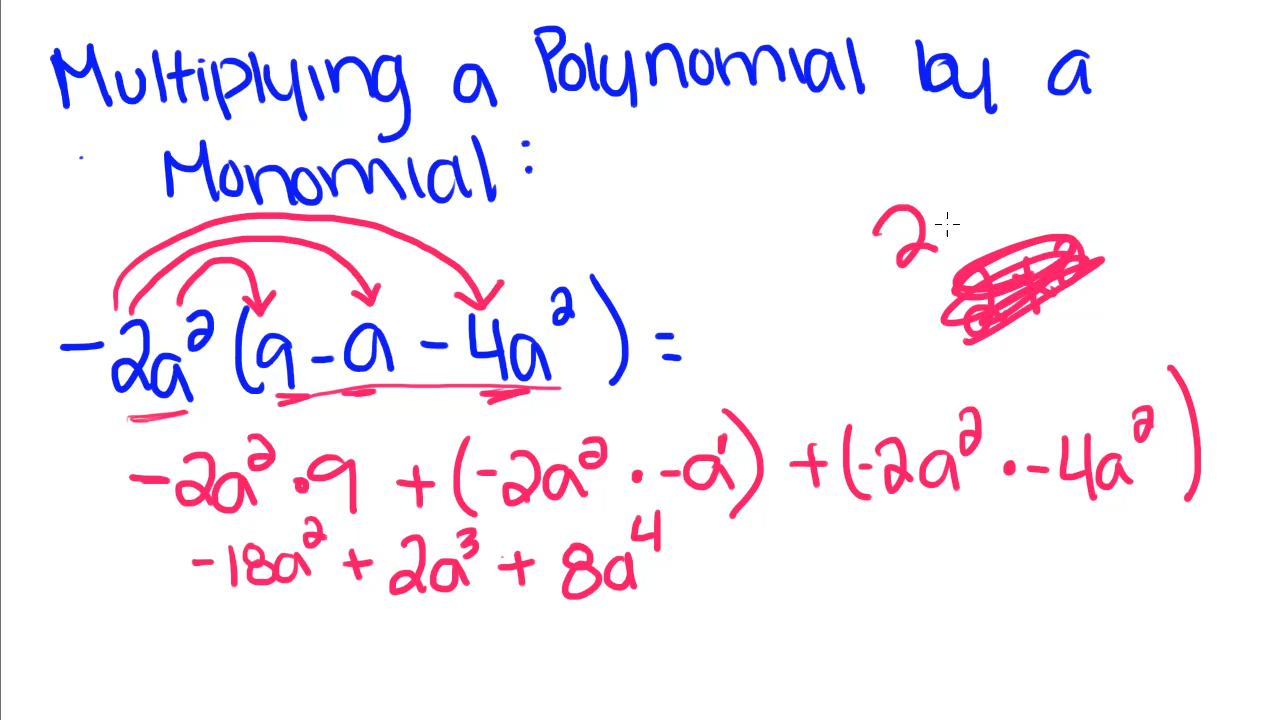 Multiplying a Polynomial by a
Monomial:
2
-2a²(9-a-4a²)=
-2a²·9 + (-2a²·-a¹) + (-2a²·-4a²)
-18a² + 2a³ + 8a⁴